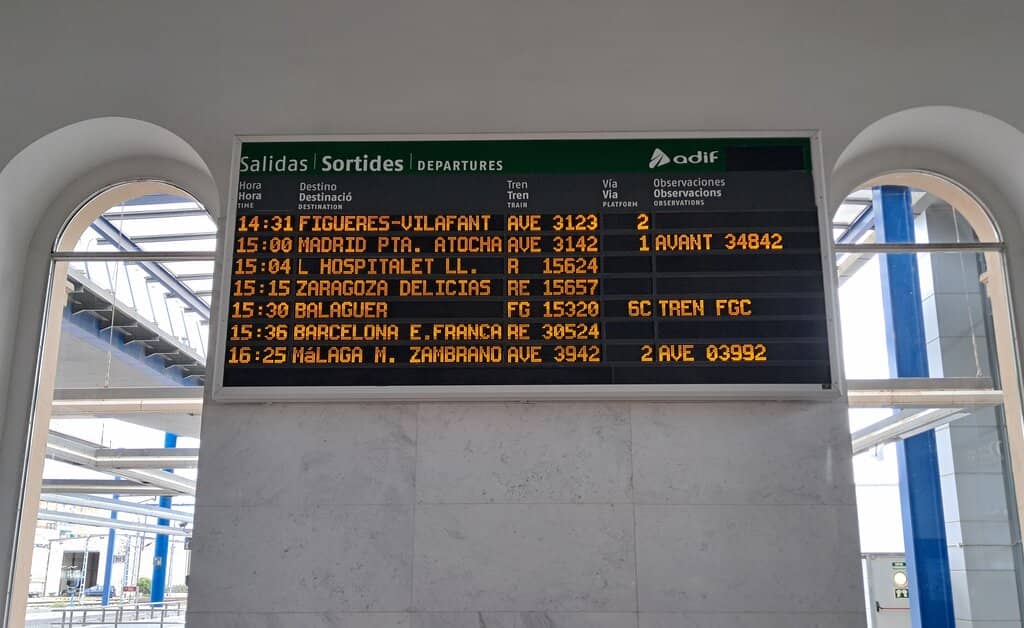 Salidas | Sortides | DEPARTURES adif
Hora Destino Tren Vía Observaciones
Hora Destinació Tren Via Observacions
TIME DESTINATION TRAIN PLATFORM OBSERVATIONS
14:31 FIGUERES-VILAFANT AVE 3123 2
15:00 MADRID PTA. ATOCHA AVE 3142 1 AVANT 34842
15:04 L HOSPITALET LL. R 15624
15:15 ZARAGOZA DELICIAS RE 15657
15:30 BALAGUER FG 15320 6C TREN FGC
15:36 BARCELONA E.FRANCA RE 30524
16:25 MáLAGA M. ZAMBRANO AVE 3942 2 AVE 03992